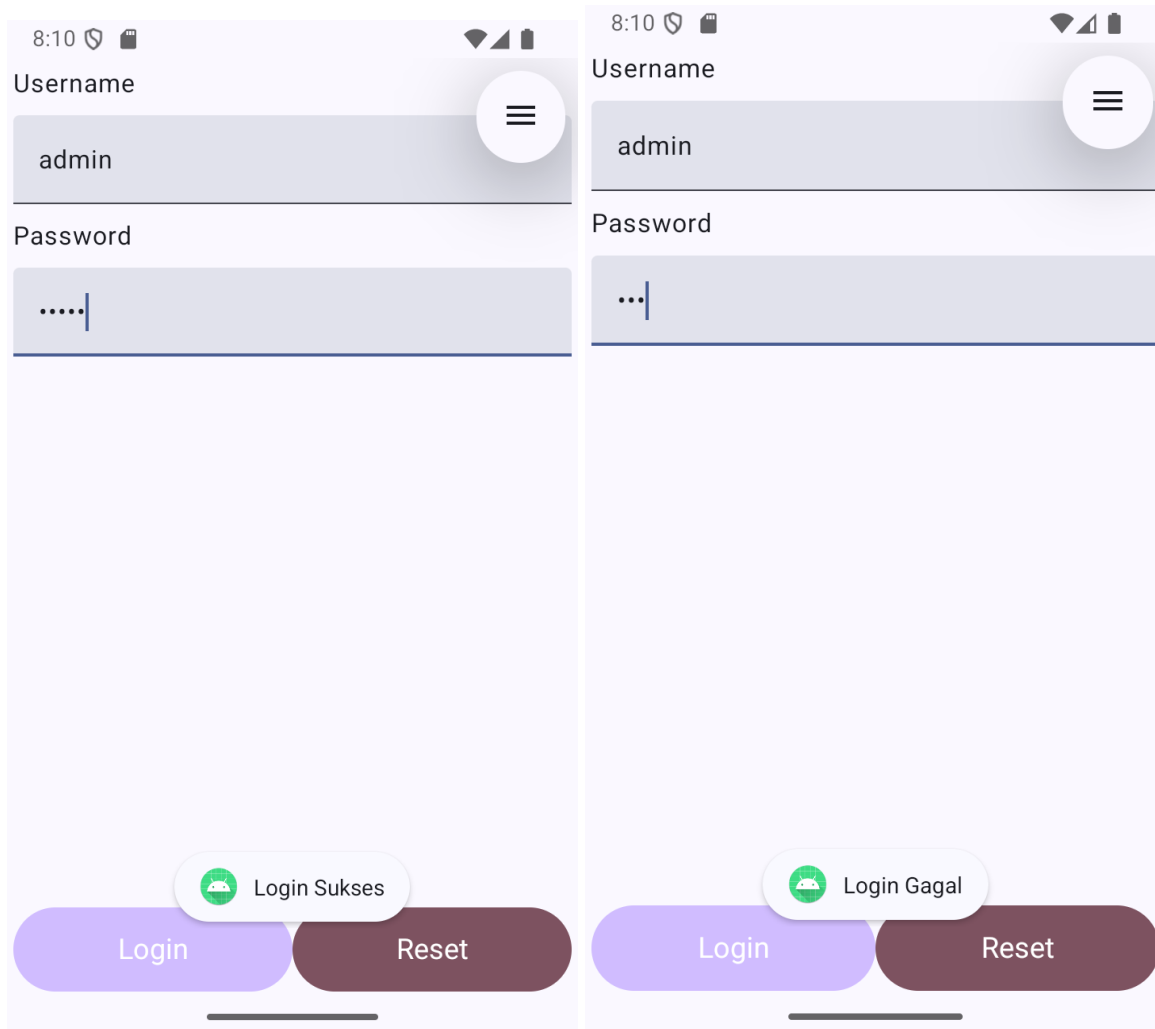 8:10
Username
admin
Password
•••••
Login Sukses
Login
Reset
8:10
Username
admin
Password
•••
Login Gagal
Login
Reset